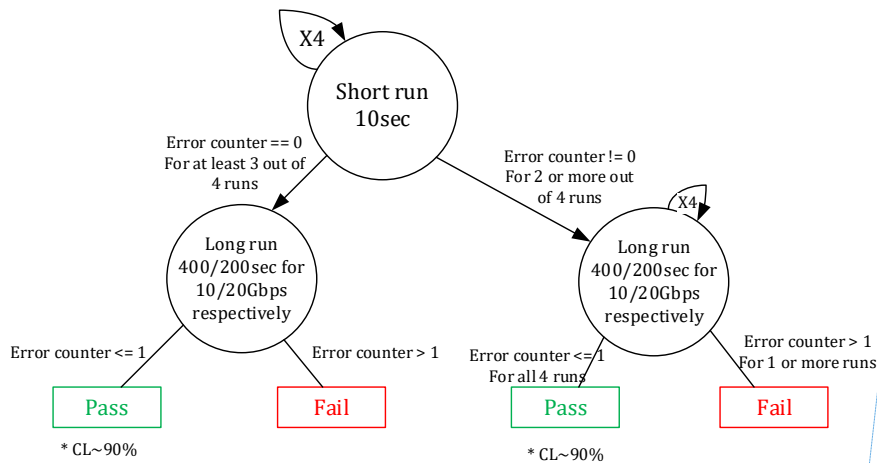 X4
Short run
10sec
Error counter == 0
For at least 3 out of
4 runs
Error counter != 0
For 2 or more out
of 4 runs
X4
Long run
400/200sec for
10/20Gbps
respectively
Long run
400/200sec for
10/20Gbps
respectively
Error counter <= 1
Error counter > 1
Error counter <= 1
For all 4 runs
Error counter > 1
For 1 or more runs
Pass
Fail
Pass
Fail
* CL~90%
* CL~90%